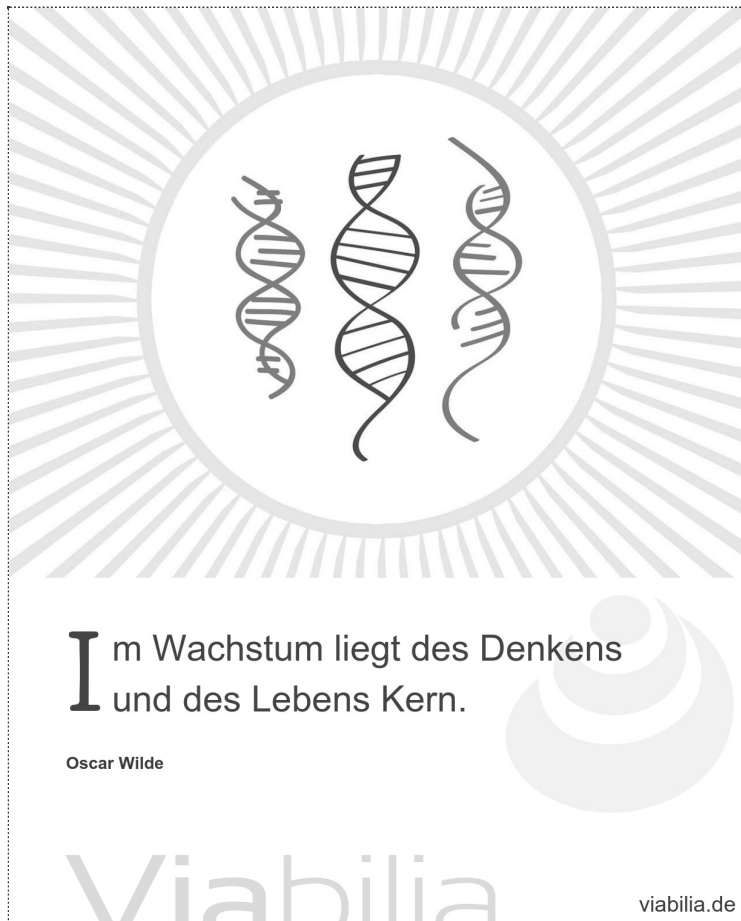 Im Wachstum liegt des Denkens
und des Lebens Kern.
Oscar Wilde
Viabilia
viabilia.de